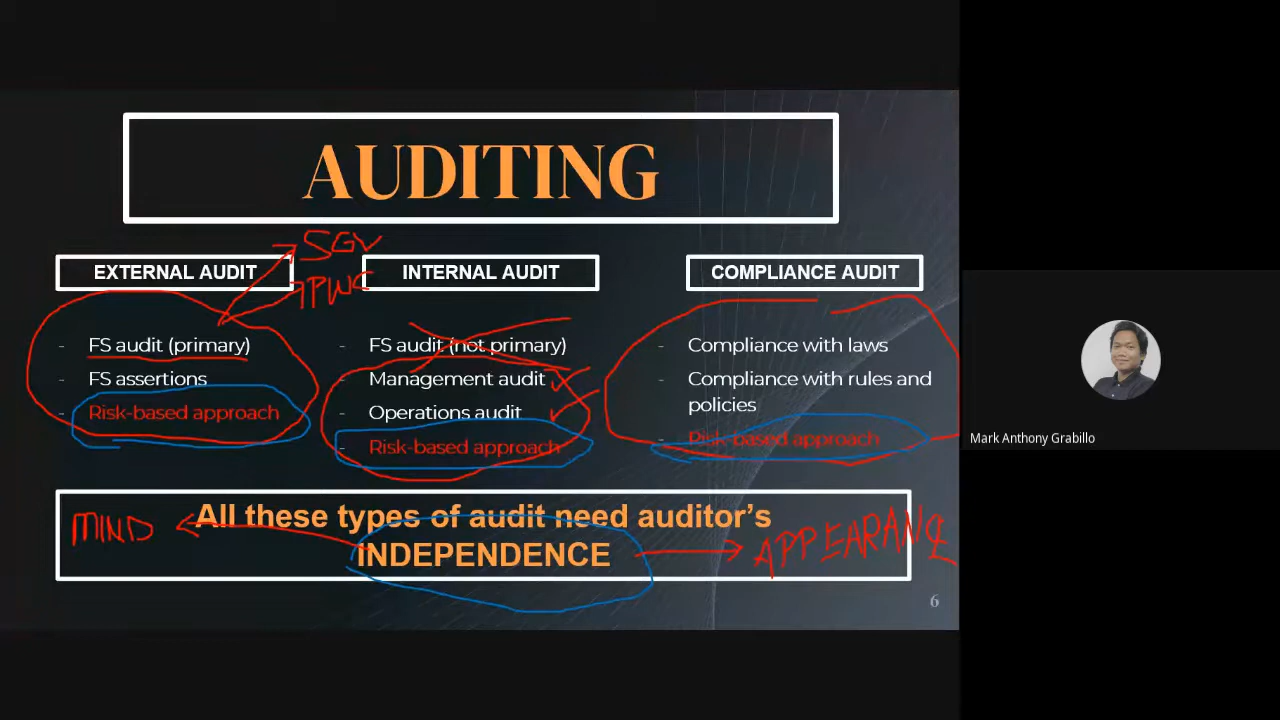 AUDITING
SGV
EXTERNAL AUDIT
PWC
INTERNAL AUDIT
COMPLIANCE AUDIT
- FS audit (primary)
- FS assertions
- Risk-based approach
- FS audit (not primary)
- Management audit
- Operations audit
- Risk-based approach
- Compliance with laws
- Compliance with rules and
policies
- Risk-based approach
All these types of audit need auditor's
INDEPENDENCE
MIND
APPEARANCE
6
Mark Anthony Grabillo